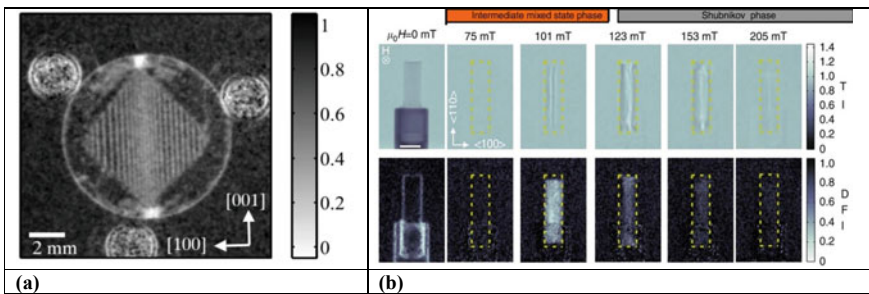 1
0.8
0.6
0.4
0.2
0
[001]
[100]
2 mm
(a)
Intermediate mixed state phase
Shubnikov phase
μ₀H=0 mT
75 mT
101 mT
123 mT
153 mT
205 mT
H
⊗
<110>
<100>
1.4
1.2
1.0
0.8
0.6
0.4
0.2
0
T
I
1.0
0.8
0.6
0.4
0.2
0
D
F
I
(b)